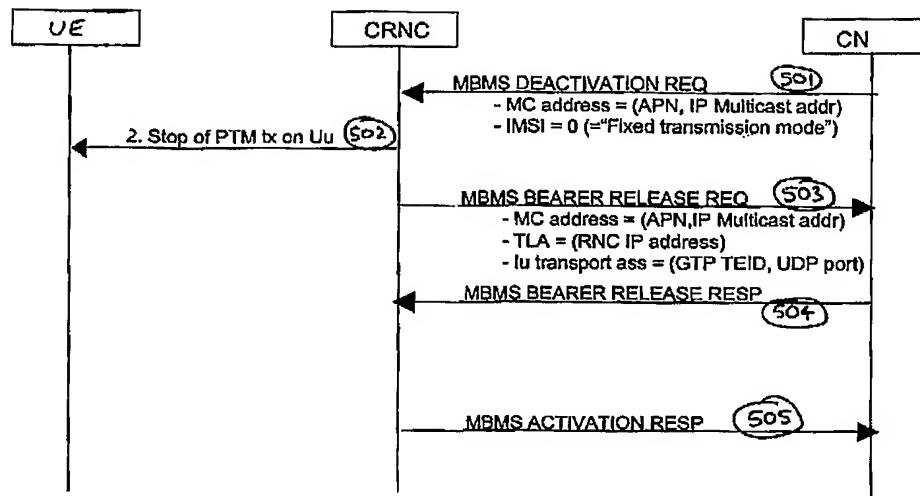 UE
CRNC
CN
MBMS DEACTIVATION REQ 501
- MC address = (APN, IP Multicast addr)
- IMSI = 0 (="Fixed transmission mode")
2. Stop of PTM tx on Uu 502
MBMS BEARER RELEASE REQ 503
- MC address = (APN,IP Multicast addr)
- TLA = (RNC IP address)
- Iu transport ass = (GTP TEID, UDP port)
MBMS BEARER RELEASE RESP
504
MBMS ACTIVATION RESP 505